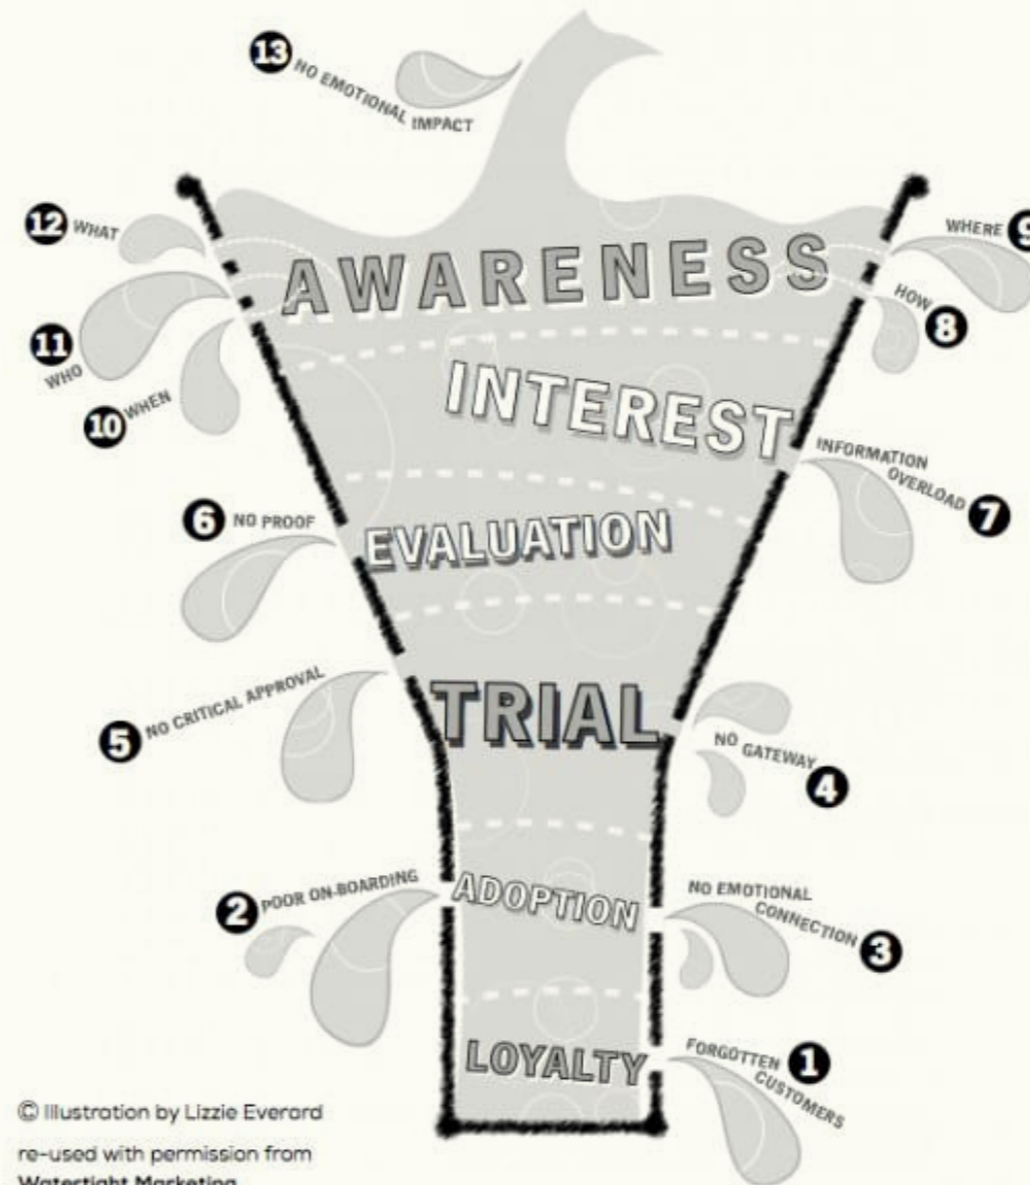 13 NO EMOTIONAL IMPACT
12 WHAT
WHERE 9
AWARENESS
HOW 8
11 WHO
10 WHEN
INTEREST
INFORMATION
OVERLOAD 7
6 NO PROOF
EVALUATION
5 NO CRITICAL APPROVAL
TRIAL
NO GATEWAY 4
2 POOR ON-BOARDING
ADOPTION
NO EMOTIONAL
CONNECTION 3
LOYALTY
FORGOTTEN 1
CUSTOMERS
© Illustration by Lizzie Everard
re-used with permission from
Watertight Marketing